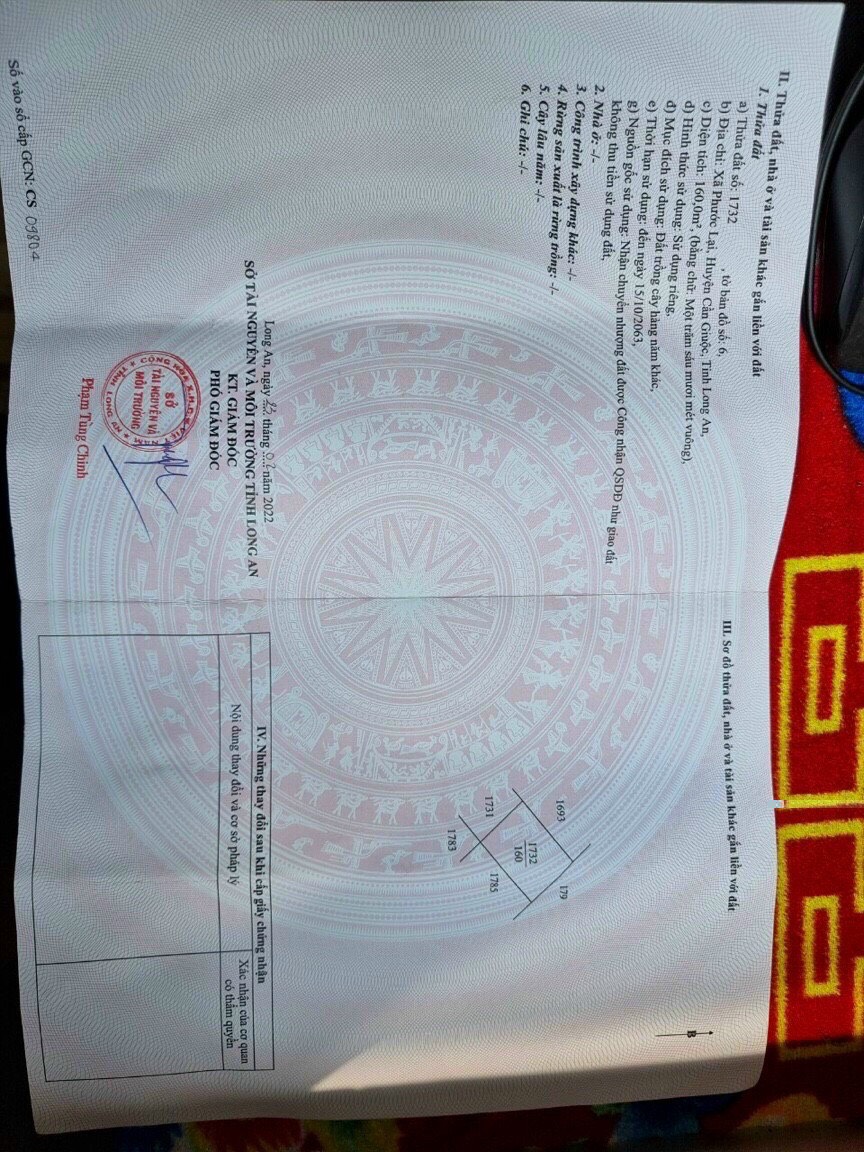 II. Thửa đất, nhà ở và tài sản khác gắn liền với đất
1. Thửa đất
a) Thửa đất số: 1732 , tờ bản đồ số: 6,
b) Địa chỉ: Xã Phước Lại, Huyện Cần Giuộc, Tỉnh Long An,
c) Diện tích: 160,0m², (bằng chữ: Một trăm sáu mươi mét vuông),
d) Hình thức sử dụng: Sử dụng riêng,
đ) Mục đích sử dụng: Đất trồng cây hàng năm khác,
e) Thời hạn sử dụng: đến ngày 15/10/2063,
g) Nguồn gốc sử dụng: Nhận chuyển nhượng đất được Công nhận QSDĐ như giao đất
không thu tiền sử dụng đất,
2. Nhà ở: -/-
3. Công trình xây dựng khác: -/-
4. Rừng sản xuất là rừng trồng: -/-
5. Cây lâu năm: -/-
6. Ghi chú: -/-
Long An, ngày tháng năm 2022
SỞ TÀI NGUYÊN VÀ MÔI TRƯỜNG TỈNH LONG AN
KT. GIÁM ĐỐC
PHÓ GIÁM ĐỐC
SỞ
TÀI NGUYÊN VÀ
MÔI TRƯỜNG
TỈNH LONG AN
Phạm Tùng Chinh
Số vào sổ cấp GCN: CS 09804
III. Sơ đồ thửa đất, nhà ở và tài sản khác gắn liền với đất
B
1693
179
1732
160
1731
1785
1783
IV. Những thay đổi sau khi cấp giấy chứng nhận
Nội dung thay đổi và cơ sở pháp lý
Xác nhận của cơ quan
có thẩm quyền